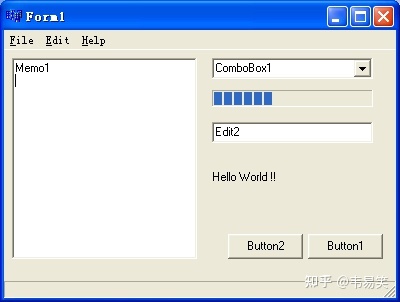 Form1
File Edit Help
Memo1
ComboBox1
Edit2
Hello World !!
Button2 Button1
知乎 @韦易笑